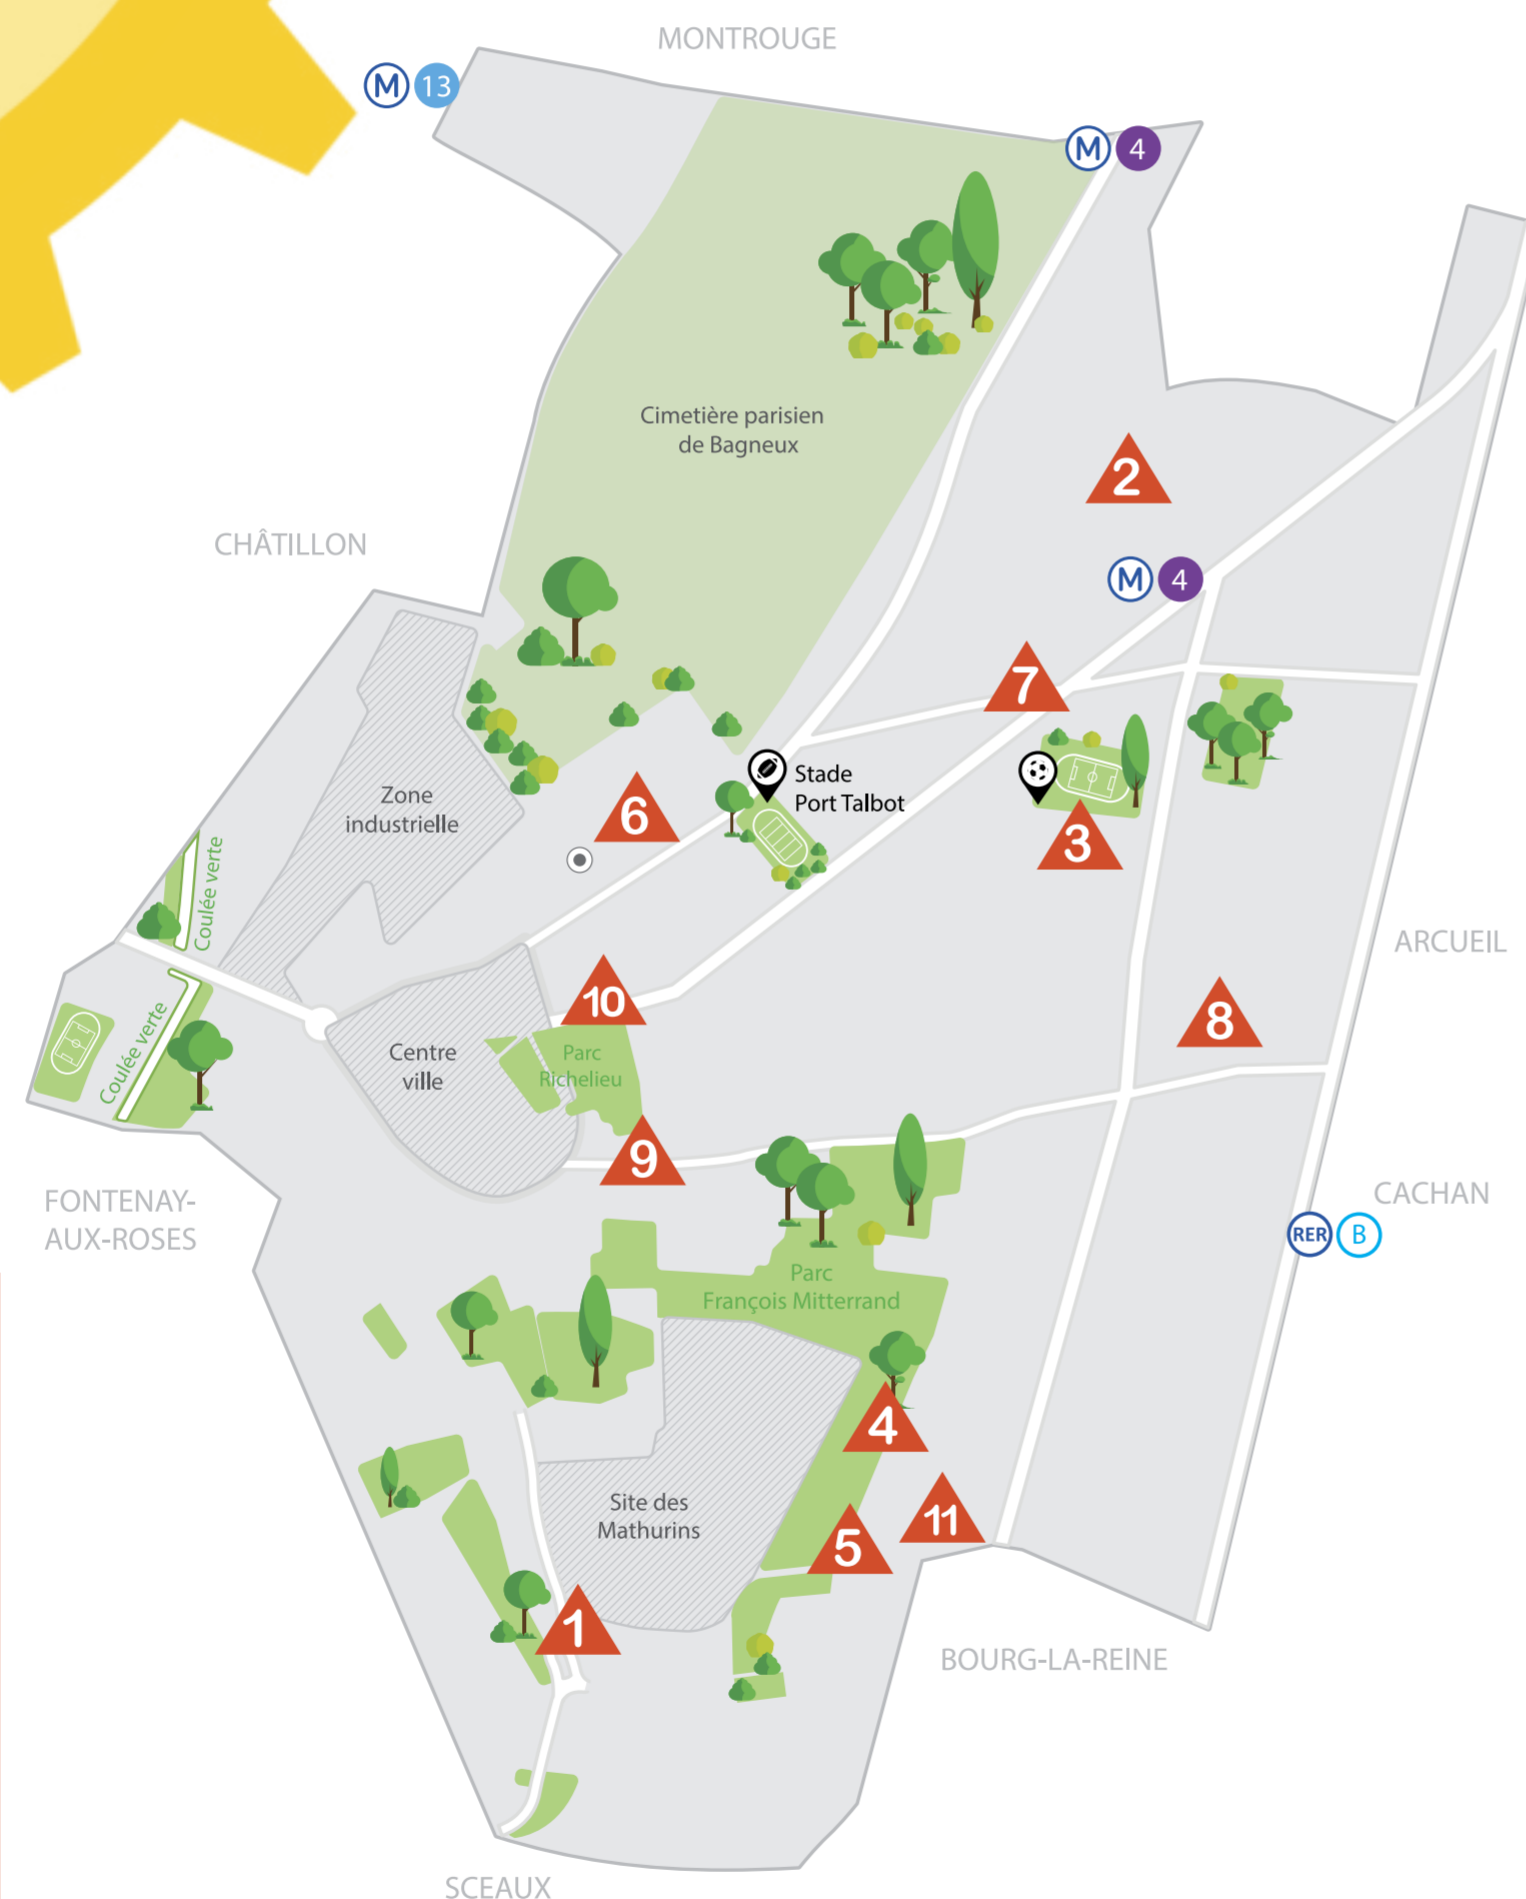 MONTROUGE
M 13
M 4
Cimetière parisien
de Bagneux
2
CHÂTILLON
M 4
7
Stade
Port Talbot
Zone
industrielle
6
3
Coulée verte
ARCUEIL
10
8
Coulée verte
Centre
ville
Parc
Richelieu
9
FONTENAY-
AUX-ROSES
CACHAN
RER B
Parc
François Mitterrand
4
Site des
Mathurins
11
5
1
BOURG-LA-REINE
SCEAUX